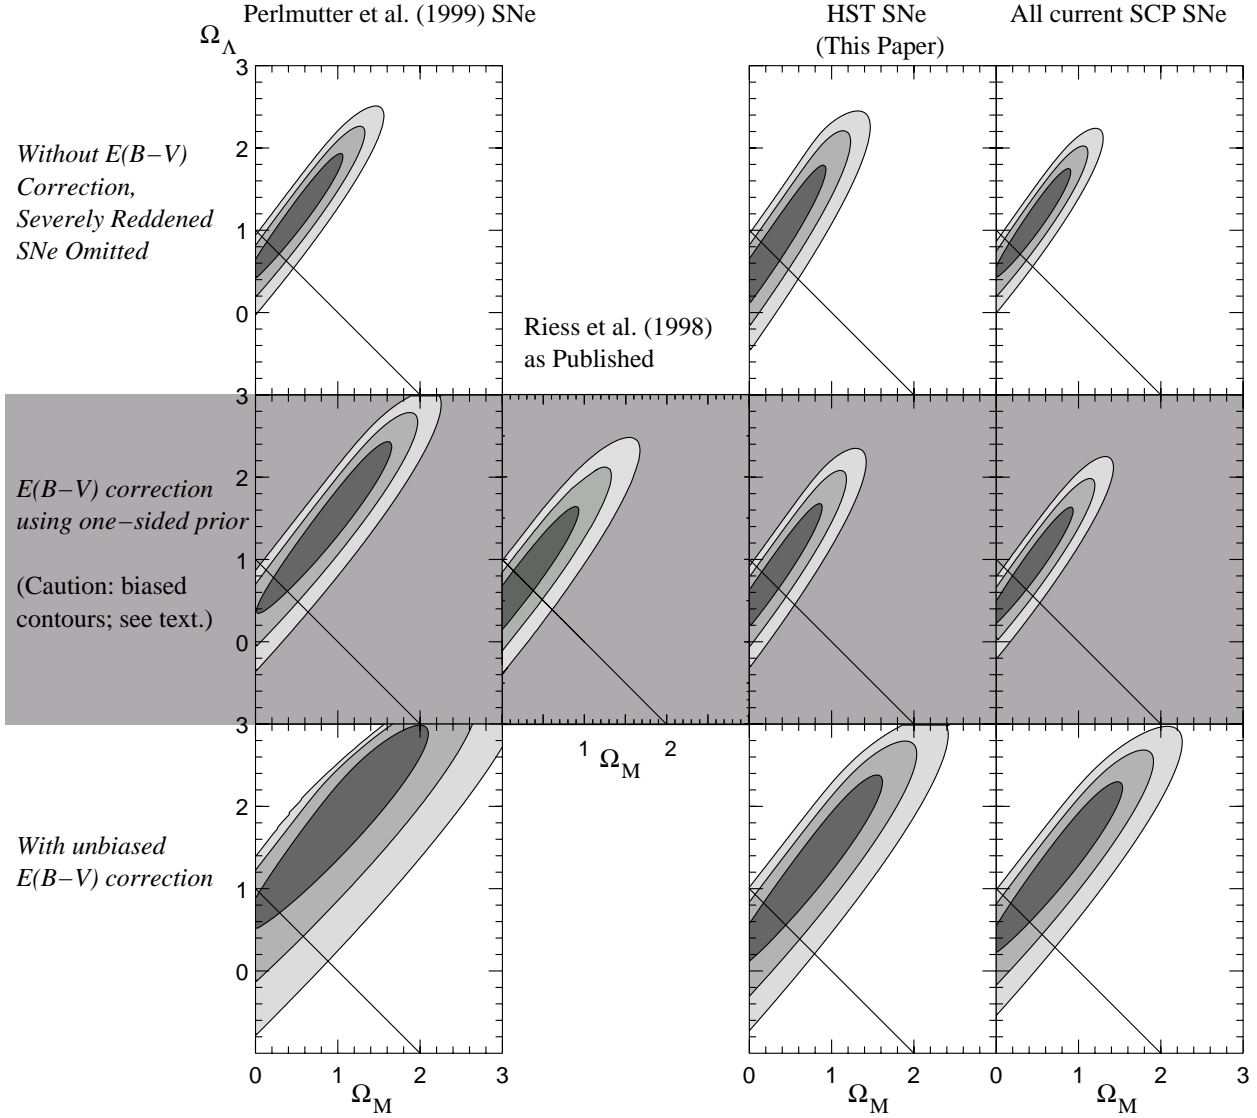 Perlmutter et al. (1999) SNe
HST SNe
(This Paper)
All current SCP SNe
Ω_Λ
3
2
1
0
Without E(B−V)
Correction,
Severely Reddened
SNe Omitted
Riess et al. (1998)
as Published
3
2
1
0
E(B−V) correction
using one−sided prior
(Caution: biased
contours; see text.)
1 Ω_M 2
3
2
1
0
With unbiased
E(B−V) correction
0 1 2 3
Ω_M
0 1 2
Ω_M
0 1 2 3
Ω_M